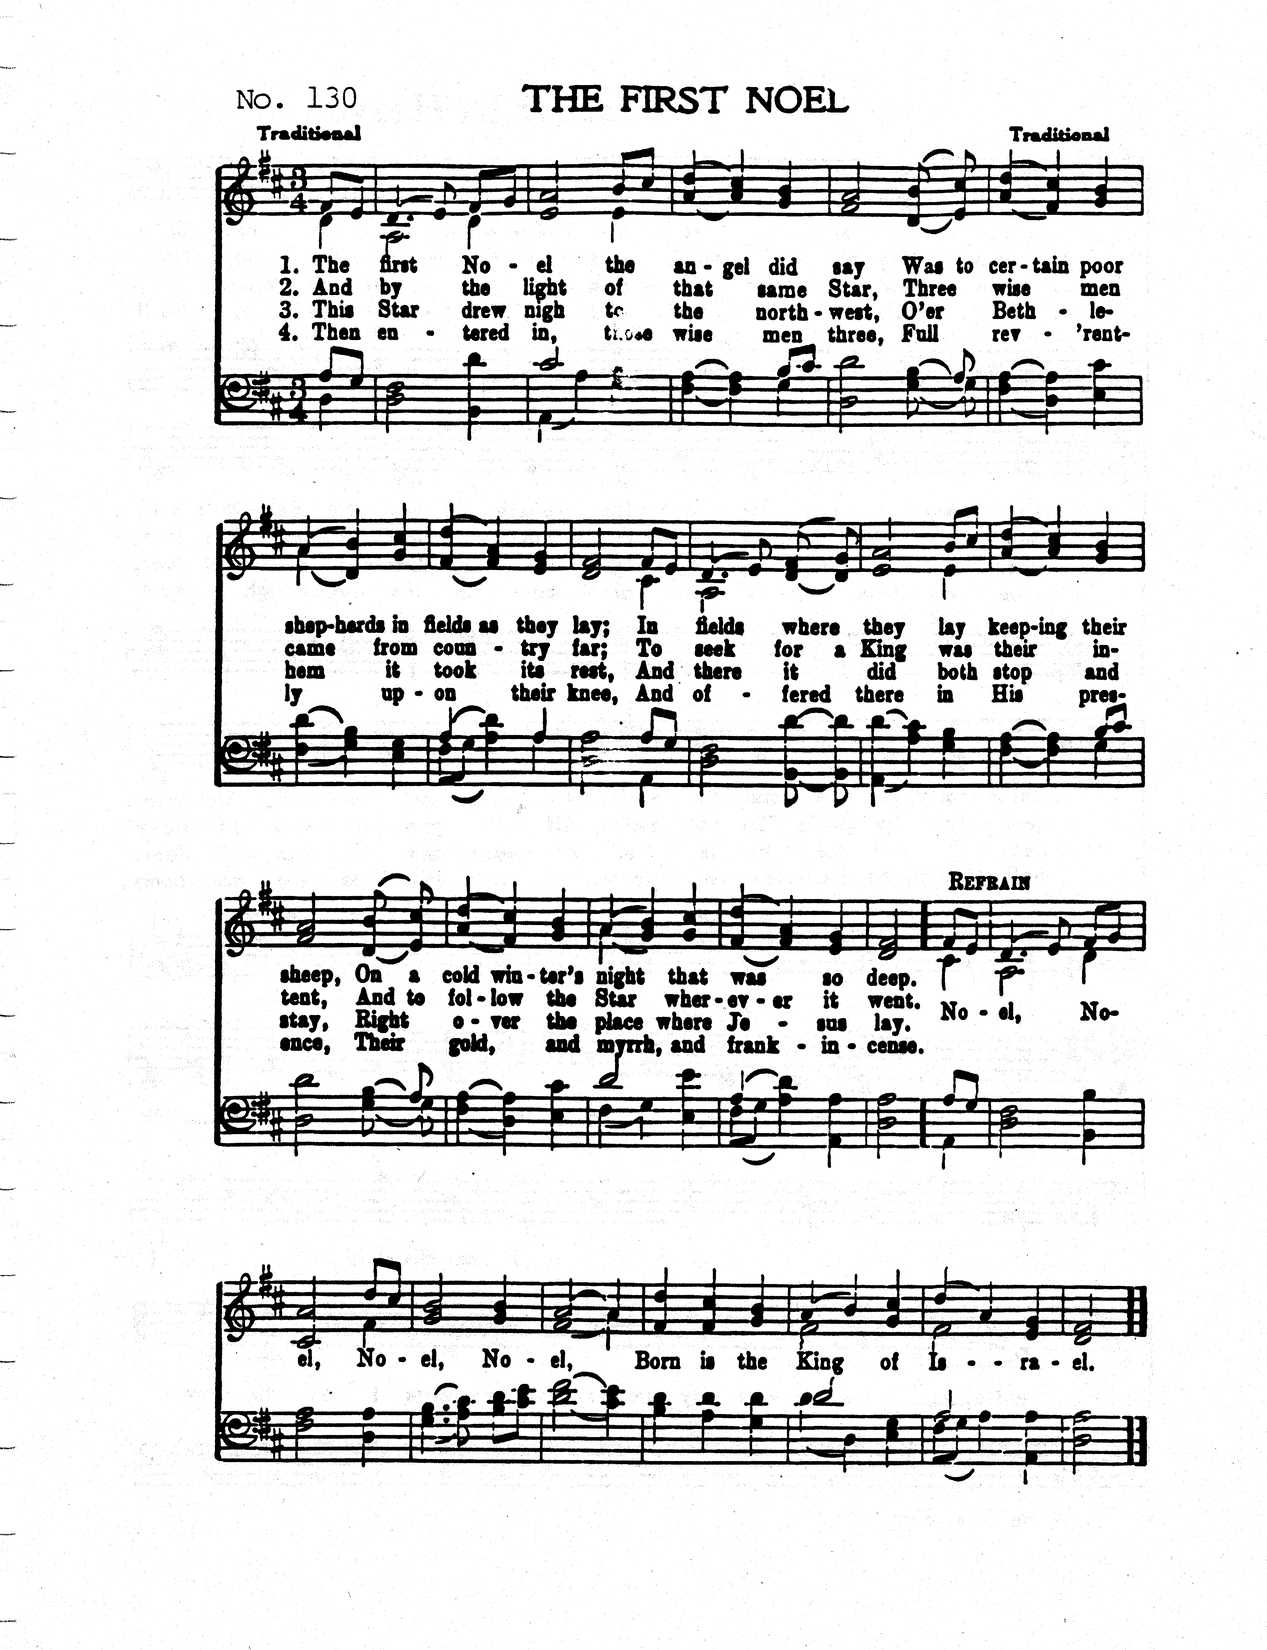 No. 130
THE FIRST NOEL
Traditional
Traditional
1. The first No - el the an - gel did say Was to cer - tain poor
2. And by the light of that same Star, Three wise men
3. This Star drew nigh to the north - west, O'er Beth - le-
4. Then en - tered in, those wise men three, Full rev - 'rent-
shep-herds in fields as they lay; In fields where they lay keep-ing their
came from coun - try far; To seek for a King was their in-
hem it took its rest, And there it did both stop and
ly up - on their knee, And of - fered there in His pres-
REFRAIN
sheep, On a cold win - ter's night that was so deep.
tent, And to fol - low the Star wher - ev - er it went.
No - el, No-
stay, Right o - ver the place where Je - sus lay.
ence, Their gold, and myrrh, and frank - in - cense.
el, No - el, No - el, Born is the King of Is - - ra - el.